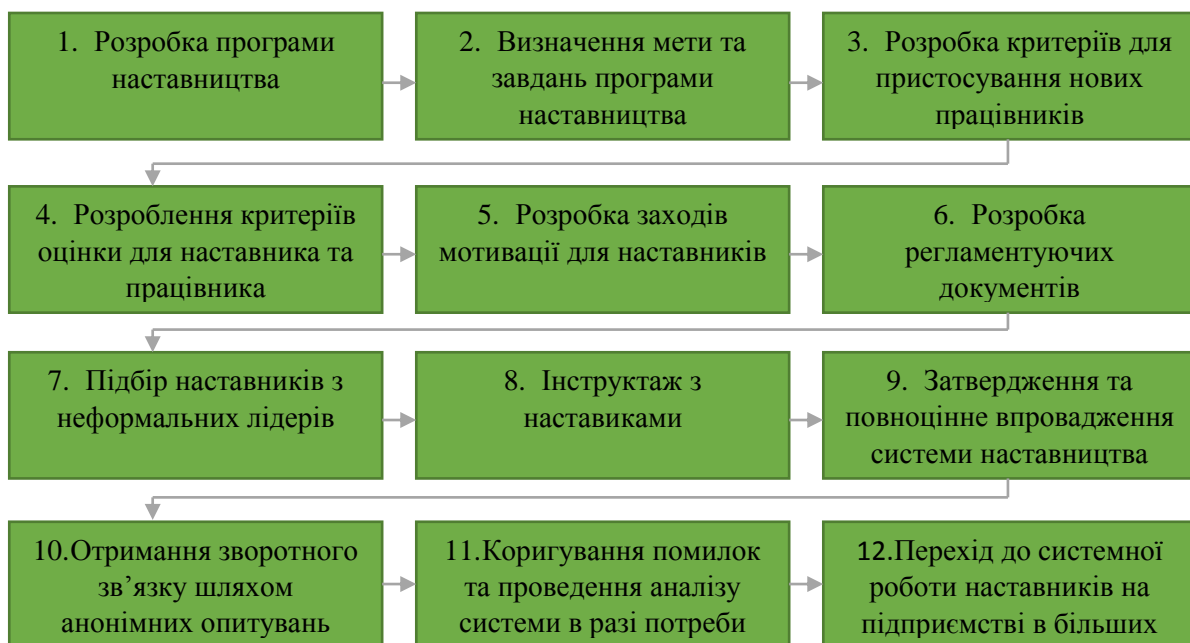 1. Розробка програми
наставництва
2. Визначення мети та
завдань програми
наставництва
3. Розробка критеріїв для
пристосування нових
працівників
4. Розроблення критеріїв
оцінки для наставника та
працівника
5. Розробка заходів
мотивації для наставників
6. Розробка
регламентуючих
документів
7. Підбір наставників з
неформальних лідерів
8. Інструктаж з
наставиками
9. Затвердження та
повноцінне впровадження
системи наставництва
10.Отримання зворотного
зв’язку шляхом
анонімних опитувань
11.Коригування помилок
та проведення аналізу
системи в разі потреби
12.Перехід до системної
роботи наставників на
підприємстві в більших